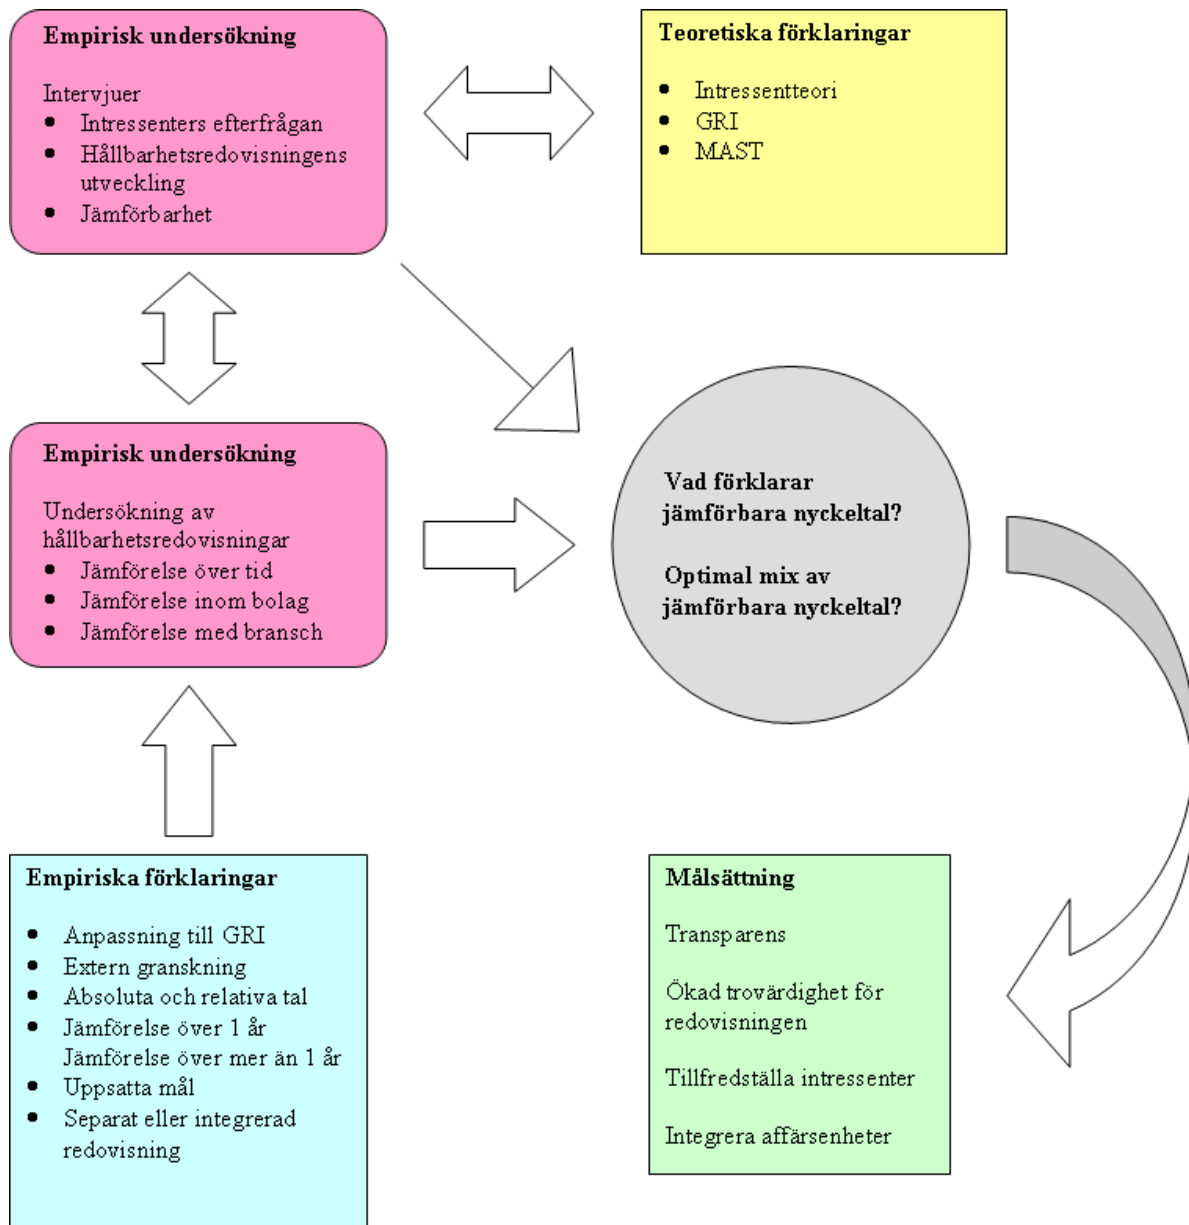 Empirisk undersökning
Intervjuer
• Intressenters efterfrågan
• Hållbarhetsredovisningens
utveckling
• Jämförbarhet
Teoretiska förklaringar
• Intressentteori
• GRI
• MAST
Empirisk undersökning
Undersökning av
hållbarhetsredovisningar
• Jämförelse över tid
• Jämförelse inom bolag
• Jämförelse med bransch
Vad förklarar
jämförbara nyckeltal?
Optimal mix av
jämförbara nyckeltal?
Empiriska förklaringar
• Anpassning till GRI
• Extern granskning
• Absoluta och relativa tal
• Jämförelse över 1 år
Jämförelse över mer än 1 år
• Uppsatta mål
• Separat eller integrerad
redovisning
Målsättning
Transparens
Ökad trovärdighet för
redovisningen
Tillfredställa intressenter
Integrera affärsenheter